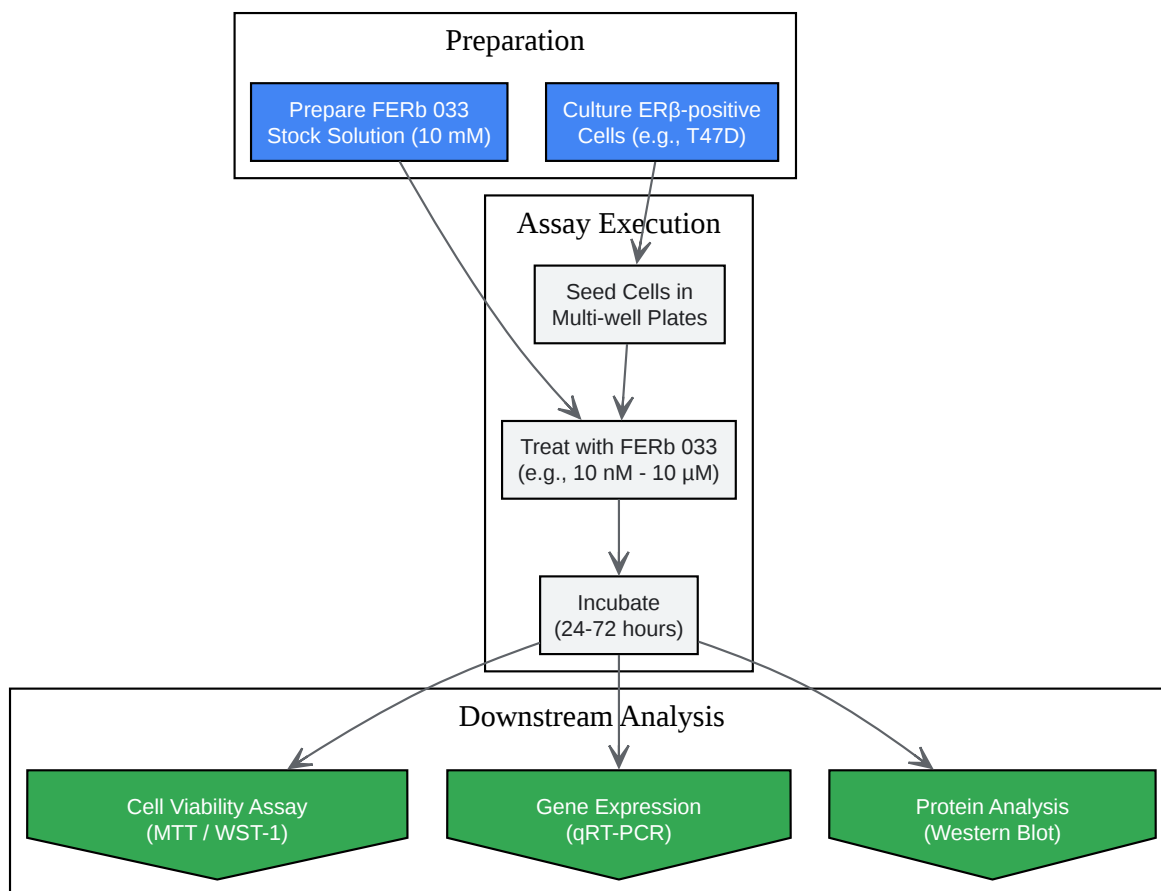 Preparation
Prepare FERb 033
Stock Solution (10 mM)
Culture ERβ-positive
Cells (e.g., T47D)
Assay Execution
Seed Cells in
Multi-well Plates
Treat with FERb 033
(e.g., 10 nM - 10 µM)
Incubate
(24-72 hours)
Downstream Analysis
Cell Viability Assay
(MTT / WST-1)
Gene Expression
(qRT-PCR)
Protein Analysis
(Western Blot)